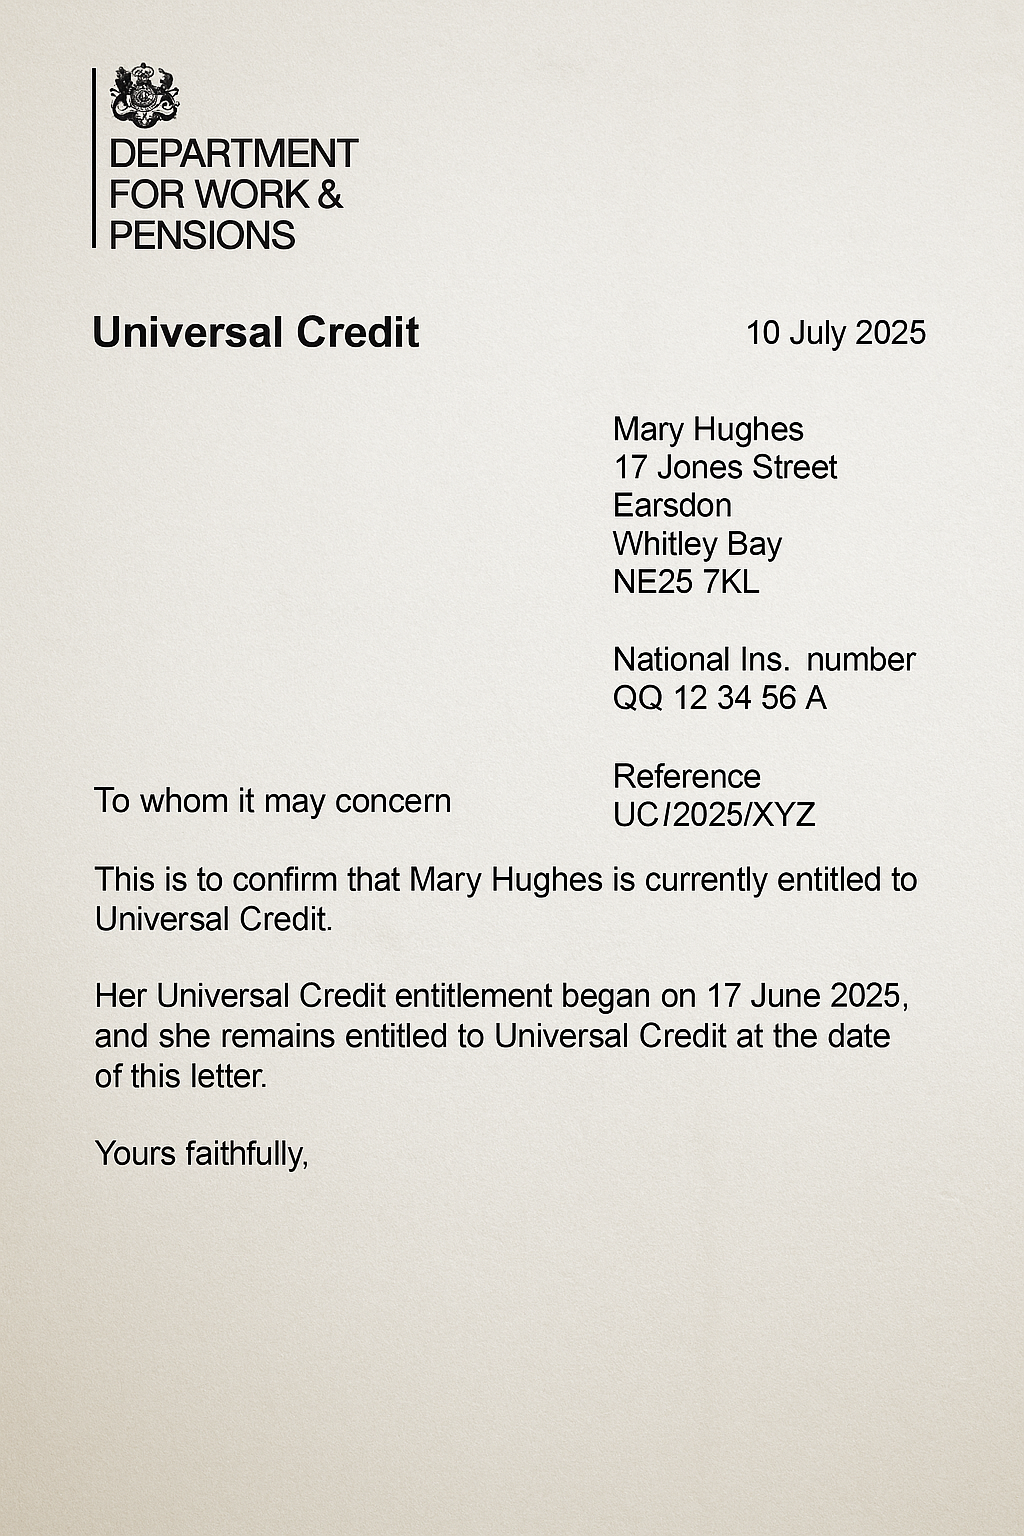 DEPARTMENT
FOR WORK &
PENSIONS
Universal Credit
10 July 2025
Mary Hughes
17 Jones Street
Earsdon
Whitley Bay
NE25 7KL
National Ins. number
QQ 12 34 56 A
Reference
UC/2025/XYZ
To whom it may concern
This is to confirm that Mary Hughes is currently entitled to
Universal Credit.
Her Universal Credit entitlement began on 17 June 2025,
and she remains entitled to Universal Credit at the date
of this letter.
Yours faithfully,